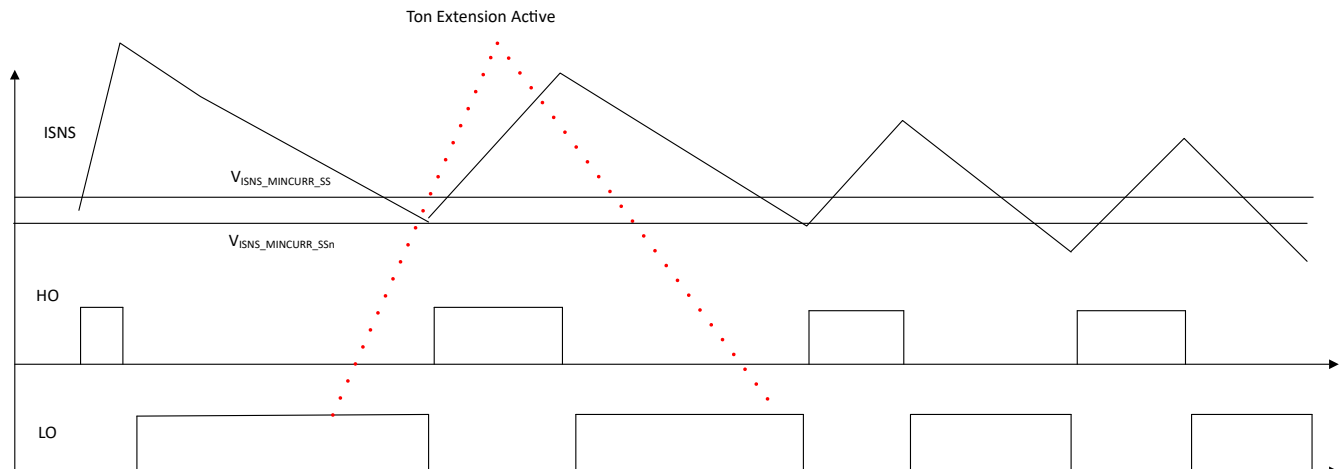 Ton Extension Active
ISNS
VISNS_MINCURR_SS
VISNS_MINCURR_SSn
HO
LO